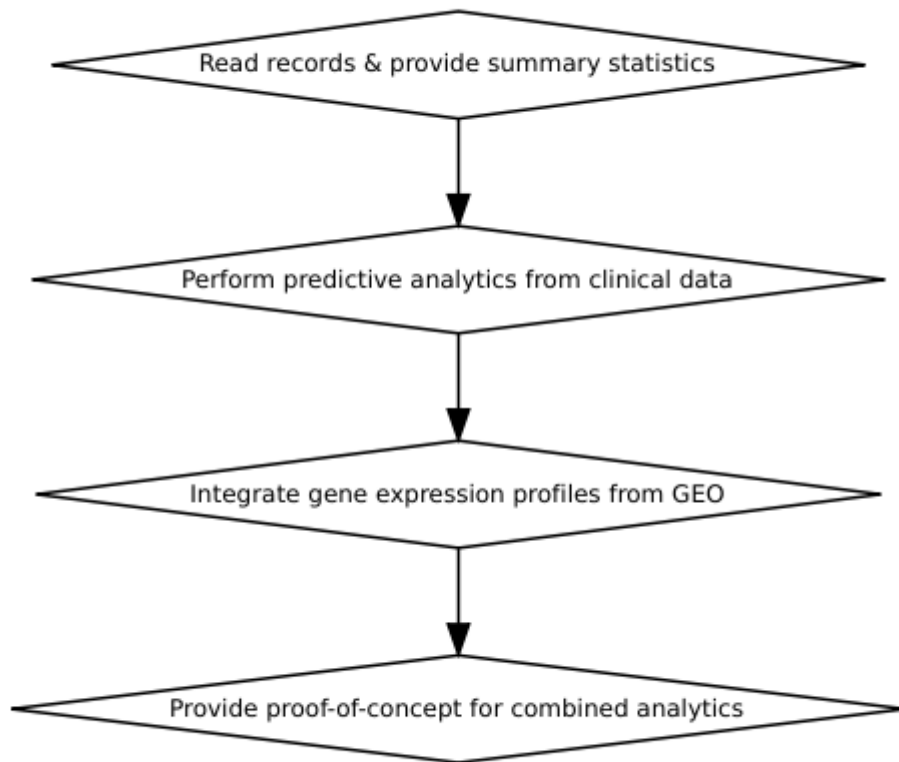 Read records & provide summary statistics
Perform predictive analytics from clinical data
Integrate gene expression profiles from GEO
Provide proof-of-concept for combined analytics